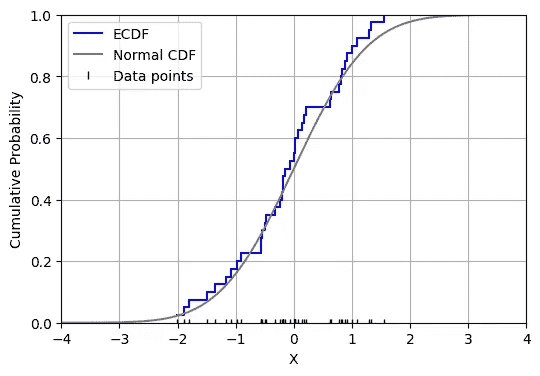 1.0
0.8
0.6
0.4
0.2
0.0
Cumulative Probability
ECDF
Normal CDF
Data points
−4 −3 −2 −1 0 1 2 3 4
X